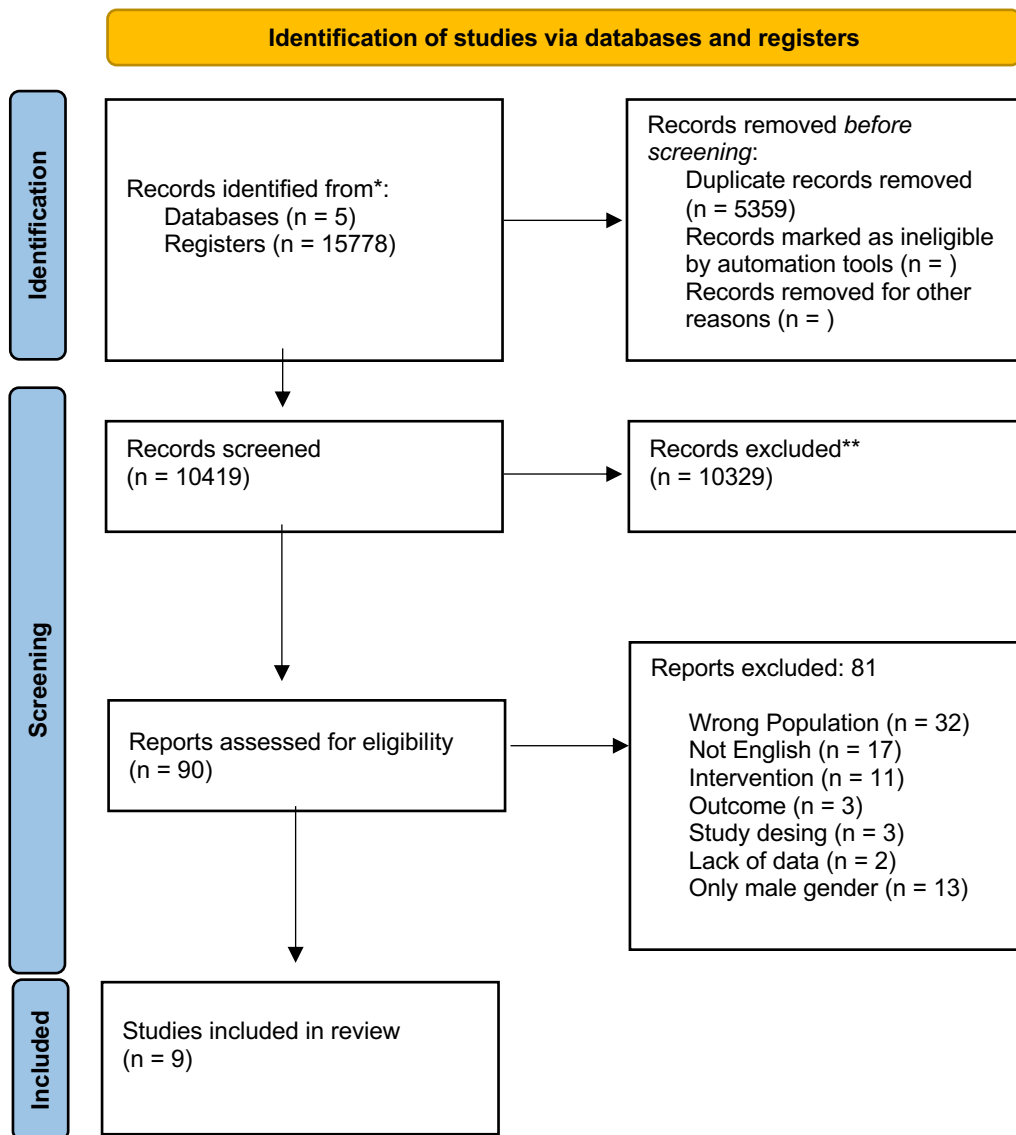 Identification of studies via databases and registers
Identification
Records identified from*:
Databases (n = 5)
Registers (n = 15778)
Records removed before
screening:
Duplicate records removed
(n = 5359)
Records marked as ineligible
by automation tools (n = )
Records removed for other
reasons (n = )
Screening
Records screened
(n = 10419)
Records excluded**
(n = 10329)
Reports assessed for eligibility
(n = 90)
Reports excluded: 81
Wrong Population (n = 32)
Not English (n = 17)
Intervention (n = 11)
Outcome (n = 3)
Study desing (n = 3)
Lack of data (n = 2)
Only male gender (n = 13)
Included
Studies included in review
(n = 9)